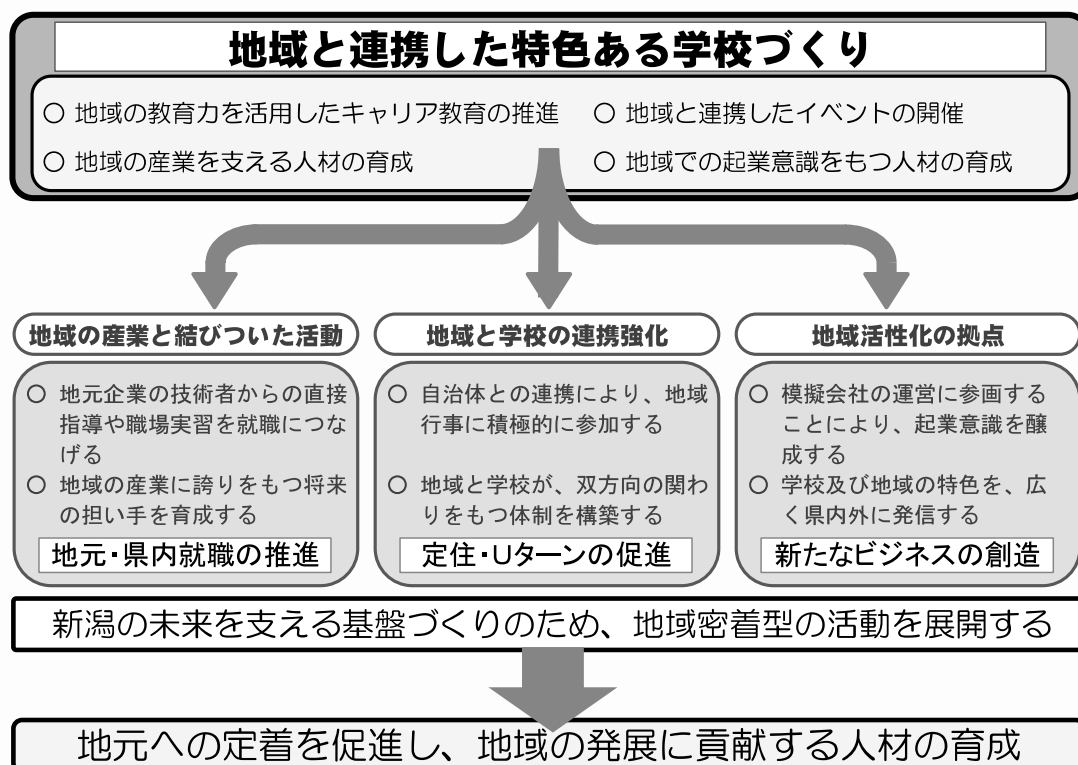 地域と連携した特色ある学校づくり
○ 地域の教育力を活用したキャリア教育の推進
○ 地域と連携したイベントの開催
○ 地域の産業を支える人材の育成
○ 地域での起業意識をもつ人材の育成
地域の産業と結びついた活動
○ 地元企業の技術者からの直接
指導や職場実習を就職につな
げる
○ 地域の産業に誇りをもつ将来
の担い手を育成する
地元・県内就職の推進
地域と学校の連携強化
○ 自治体との連携により、地域
行事に積極的に参加する
○ 地域と学校が、双方向の関わ
りをもつ体制を構築する
定住・Uターンの促進
地域活性化の拠点
○ 模擬会社の運営に参画する
ことにより、起業意識を醸
成する
○ 学校及び地域の特色を、広
く県内外に発信する
新たなビジネスの創造
新潟の未来を支える基盤づくりのため、地域密着型の活動を展開する
地元への定着を促進し、地域の発展に貢献する人材の育成